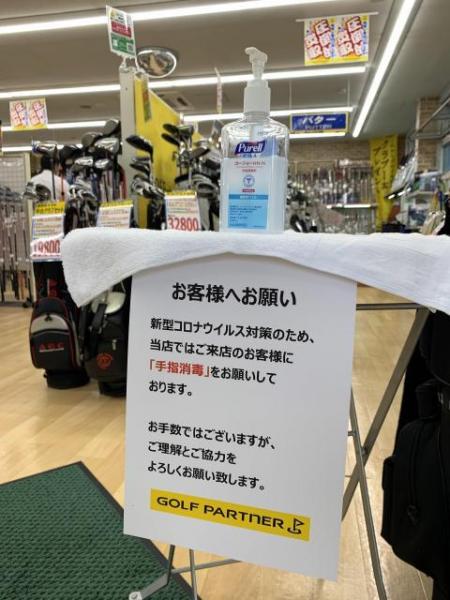 パター
PUTTER
Purell
19800
32800
お客様へお願い
新型コロナウイルス対策のため、
当店ではご来店のお客様に
「手指消毒」をお願いして
おります。
お手数ではございますが、
ご理解とご協力を
よろしくお願い致します。
GOLF PARTNER